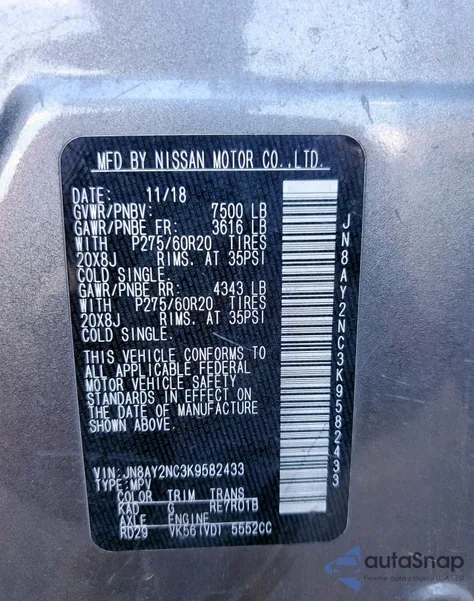 MFD BY NISSAN MOTOR CO.,LTD.
DATE: 11/18
GVWR/PNBV: 7500 LB
GAWR/PNBE FR: 3616 LB
WITH P275/60R20 TIRES
20X8J RIMS. AT 35PSI
COLD SINGLE.
GAWR/PNBE RR: 4343 LB
WITH P275/60R20 TIRES
20X8J RIMS. AT 35PSI
COLD SINGLE.
THIS VEHICLE CONFORMS TO
ALL APPLICABLE FEDERAL
MOTOR VEHICLE SAFETY
STANDARDS IN EFFECT ON
THE DATE OF MANUFACTURE
SHOWN ABOVE.
VIN: JN8AY2NC3K9582433
TYPE: MPV
COLOR TRIM TRANS
KAD G RE7R01B
AXLE ENGINE
RD29 VK56(VD) 5552CC
JN8AY2NC3K9582433
autoSnap